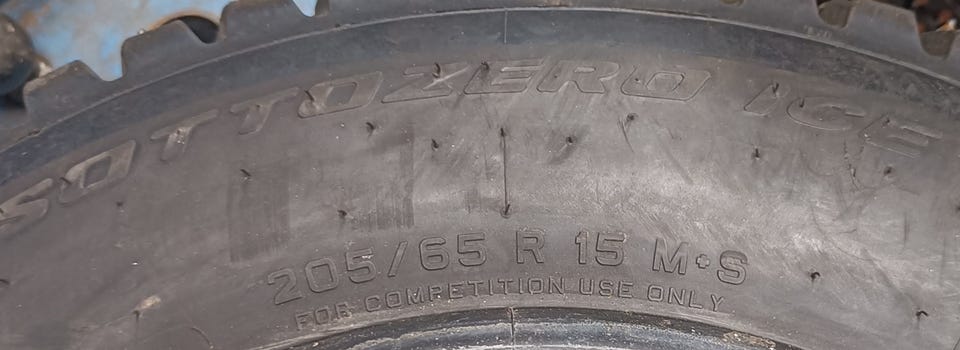 SOTTOZERO ICE
205/65 R 15 M+S
FOR COMPETITION USE ONLY